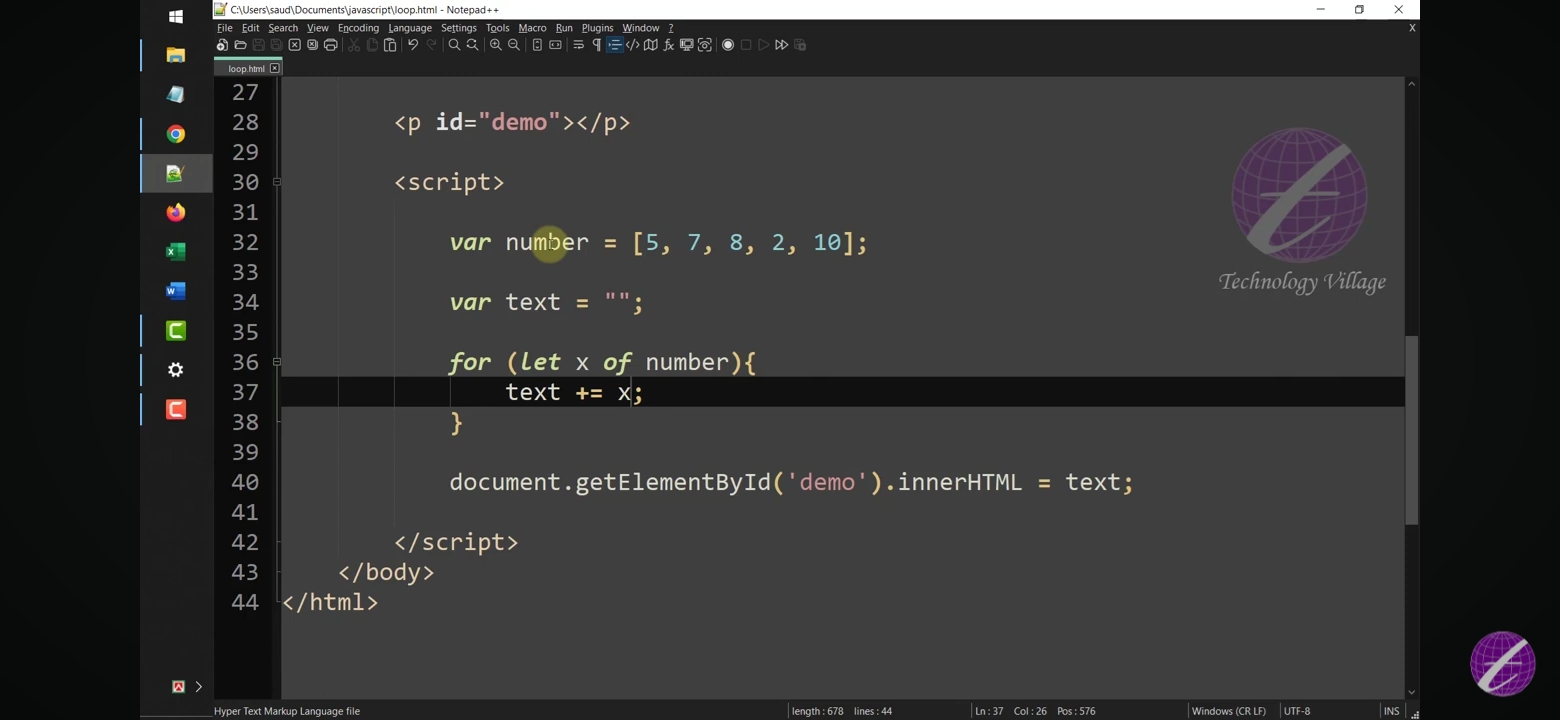 C:\Users\saud\Documents\javascript\loop.html - Notepad++
File Edit Search View Encoding Language Settings Tools Macro Run Plugins Window ? X
loop.html
27
28 <p id="demo"></p>
29
30 <script>
31
32 var number = [5, 7, 8, 2, 10];
33
34 var text = "";
35
36 for (let x of number){
37 text += x;
38 }
39
40 document.getElementById('demo').innerHTML = text;
41
42 </script>
43 </body>
44 </html>
Technology Village
Hyper Text Markup Language file length : 678 lines : 44 Ln : 37 Col : 26 Pos : 576 Windows (CR LF) UTF-8 INS